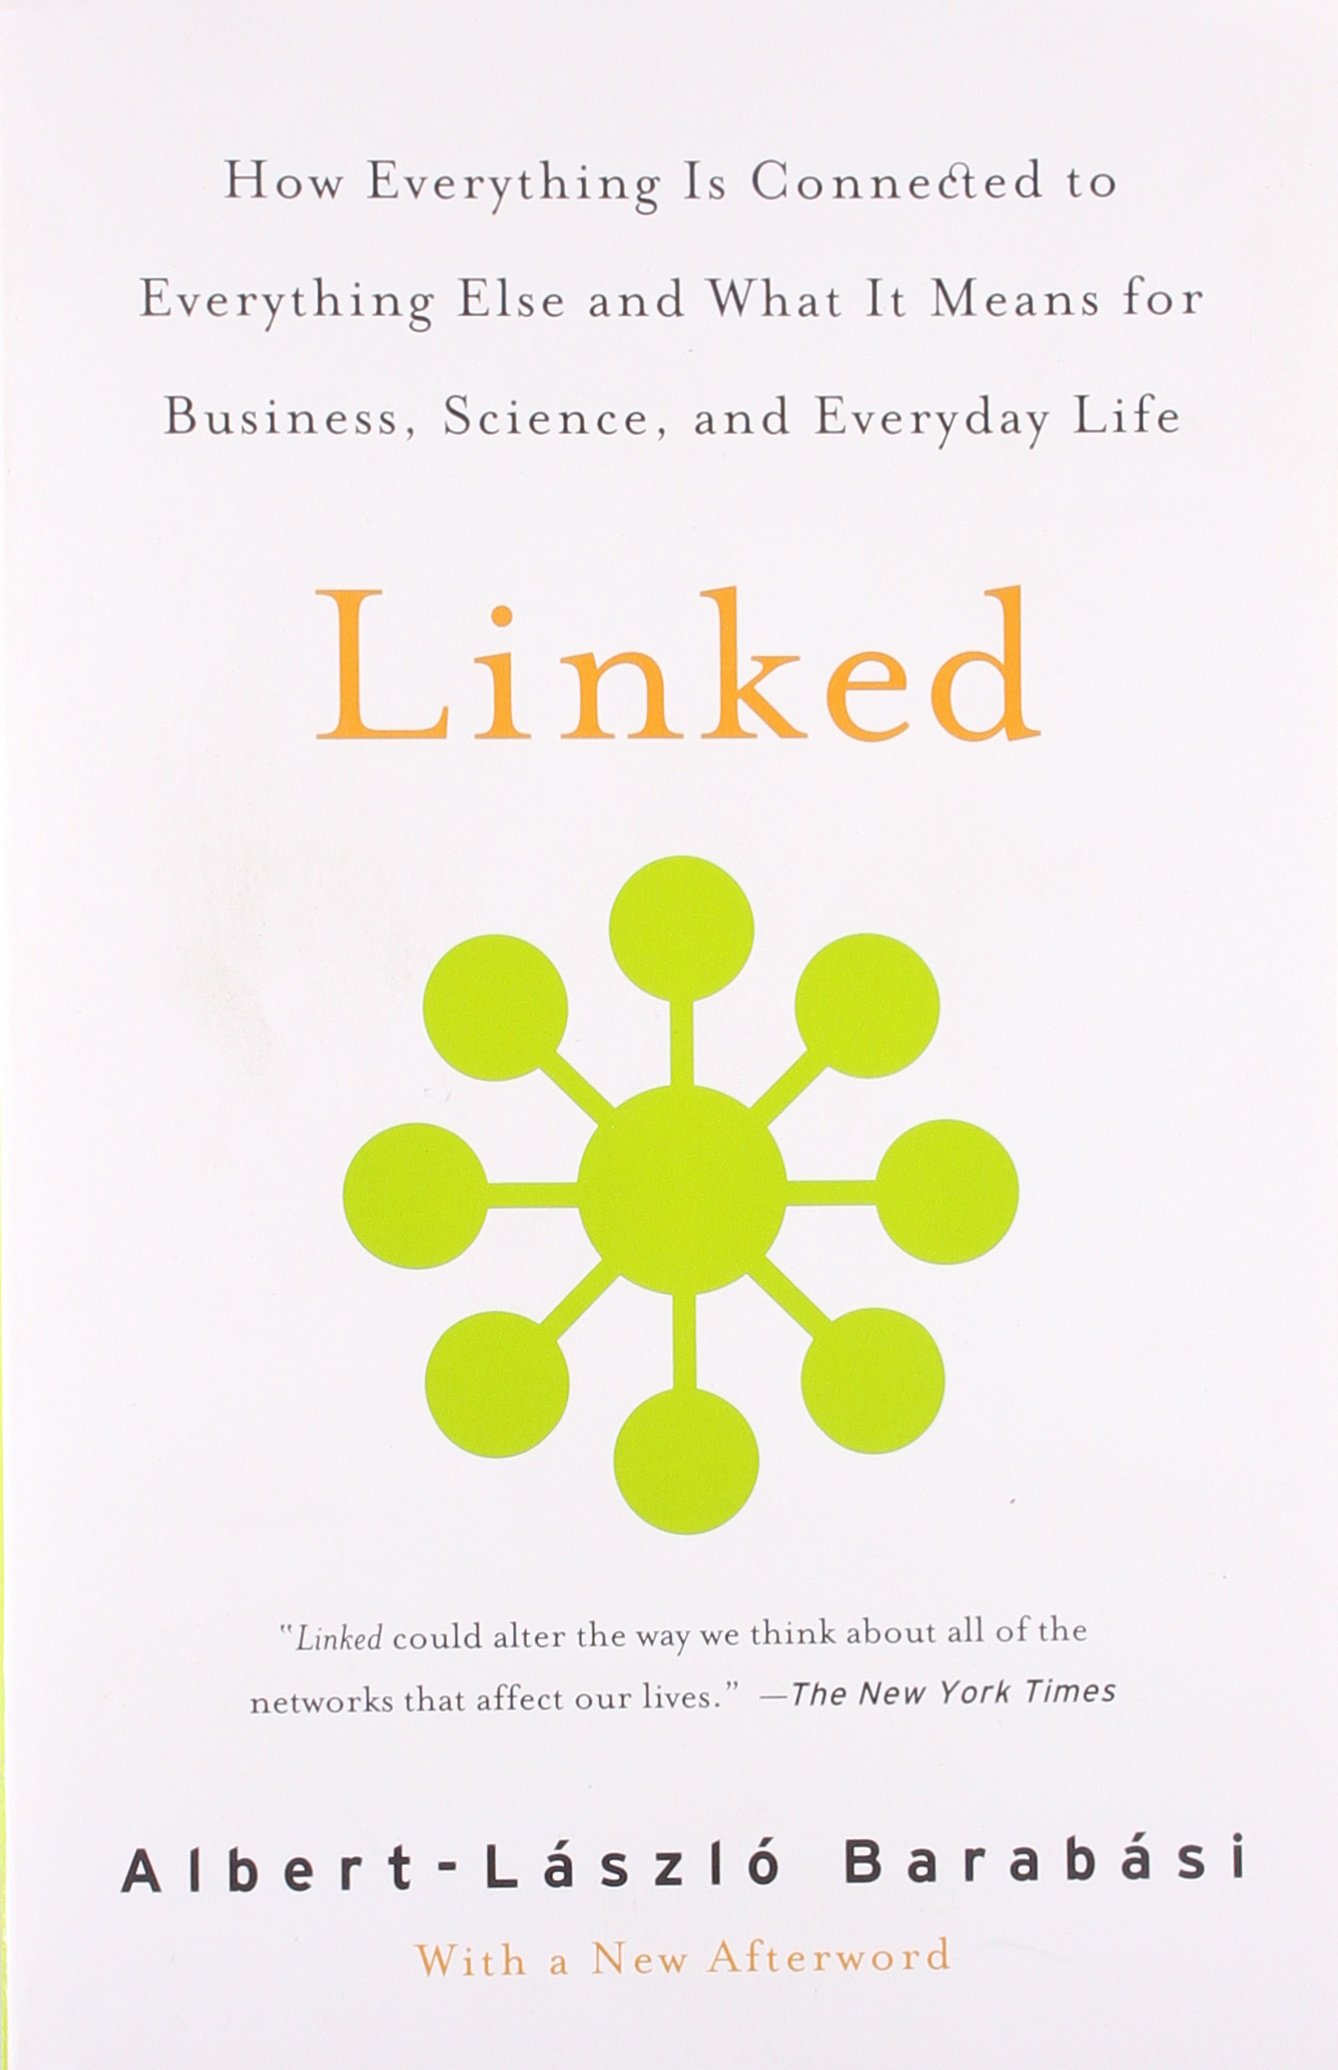 How Everything Is Connected to
Everything Else and What It Means for
Business, Science, and Everyday Life
Linked
"Linked could alter the way we think about all of the
networks that affect our lives." —The New York Times
Albert-László Barabási
With a New Afterword